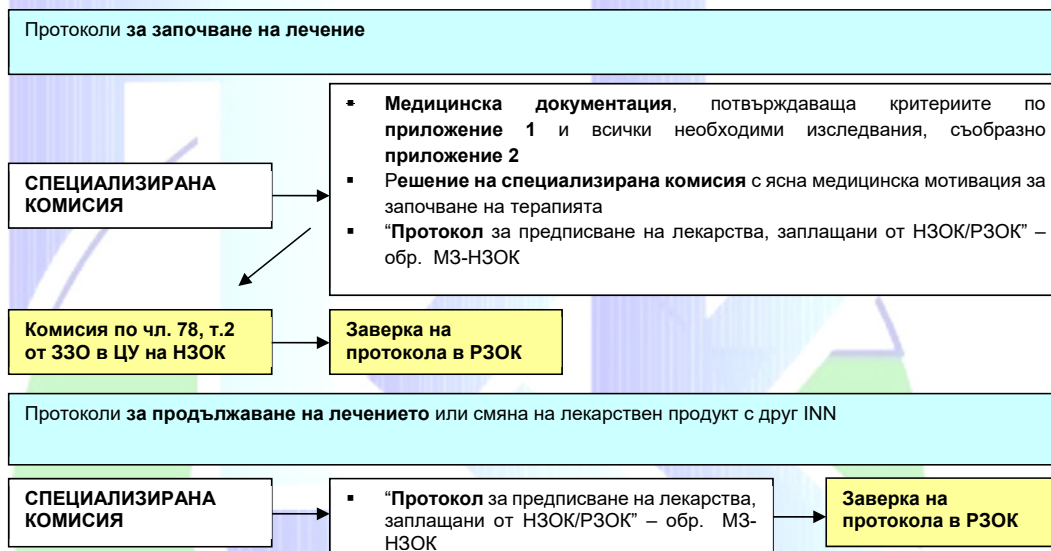 Протоколи за започване на лечение
▪ Медицинска документация, потвърждаваща критериите по
приложение 1 и всички необходими изследвания, съобразно
приложение 2
▪ Решение на специализирана комисия с ясна медицинска мотивация за
започване на терапията
▪ “Протокол за предписване на лекарства, заплащани от НЗОК/РЗОК” –
обр. МЗ-НЗОК
СПЕЦИАЛИЗИРАНА
КОМИСИЯ
Комисия по чл. 78, т.2
от ЗЗО в ЦУ на НЗОК
Заверка на
протокола в РЗОК
Протоколи за продължаване на лечението или смяна на лекарствен продукт с друг INN
СПЕЦИАЛИЗИРАНА
КОМИСИЯ
▪ “Протокол за предписване на лекарства,
заплащани от НЗОК/РЗОК” – обр. МЗ-
НЗОК
Заверка на
протокола в РЗОК